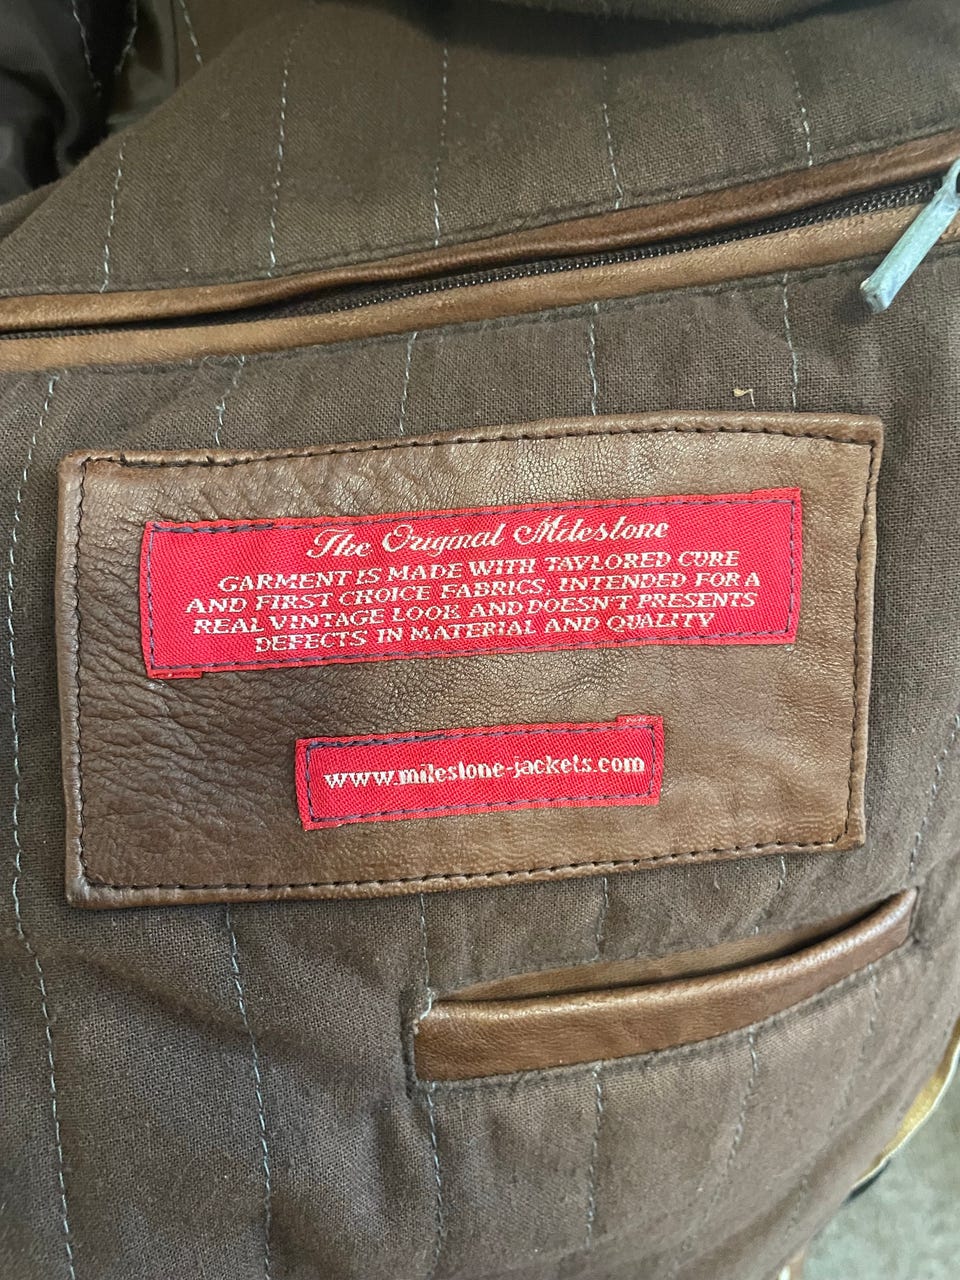 The Original Milestone
GARMENT IS MADE WITH TAYLORED CURE
AND FIRST CHOICE FABRICS, INTENDED FOR A
REAL VINTAGE LOOK AND DOESN'T PRESENTS
DEFECTS IN MATERIAL AND QUALITY
www.milestone-jackets.com